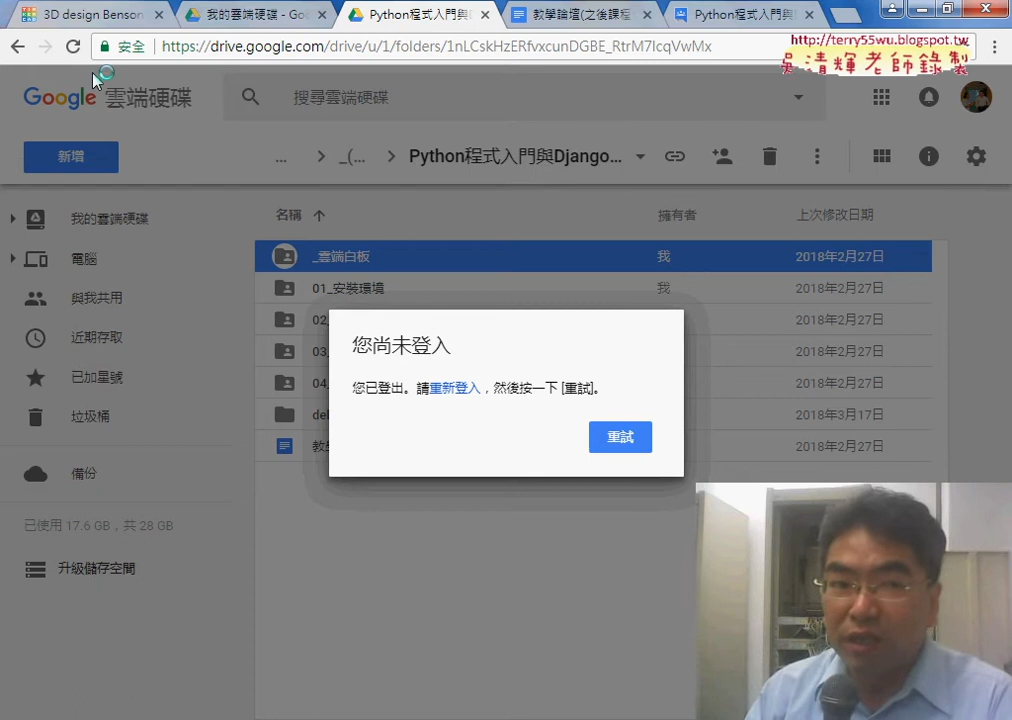 3D design Benson
我的雲端硬碟 - Goo
Python程式入門與D
教學論壇(之後課程
Python程式入門與
安全
https://drive.google.com/drive/u/1/folders/1nLCskHzERfvxcunDGBE_RtrM7IcqVwMx
http://terry55wu.blogspot.tw
吳清輝老師錄製
Google 雲端硬碟
搜尋雲端硬碟
新增
... > _(... > Python程式入門與Django...
我的雲端硬碟
電腦
與我共用
近期存取
已加星號
垃圾桶
備份
已使用 17.6 GB，共 28 GB
升級儲存空間
名稱 擁有者 上次修改日期
_雲端白板 我 2018年2月27日
01_安裝環境 我 2018年2月27日
02 2018年2月27日
03 2018年2月27日
04 2018年2月27日
del 2018年3月17日
教學 2018年2月27日
您尚未登入
您已登出。請重新登入，然後按一下 [重試]。
重試